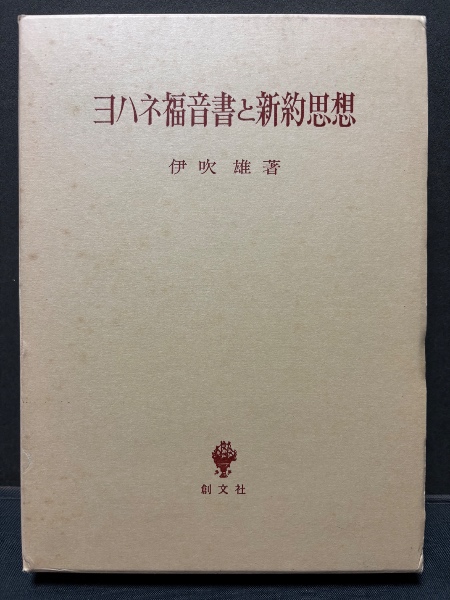 ヨハネ福音書と新約思想
伊吹 雄 著
創文社